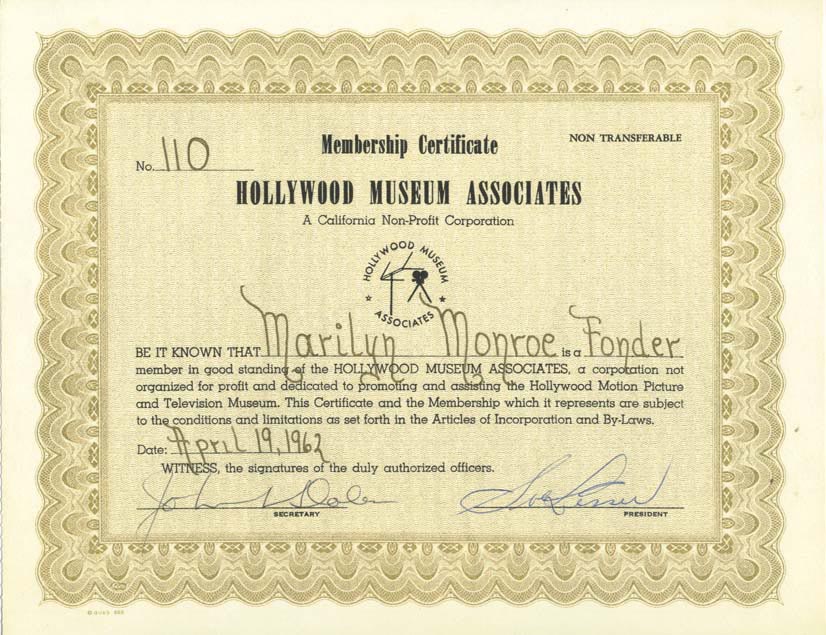 Membership Certificate
NON TRANSFERABLE
No. 110
HOLLYWOOD MUSEUM ASSOCIATES
A California Non-Profit Corporation
HOLLYWOOD MUSEUM
ASSOCIATES
BE IT KNOWN THAT Marilyn Monroe is a Fonder
member in good standing of the HOLLYWOOD MUSEUM ASSOCIATES, a corporation not
organized for profit and dedicated to promoting and assisting the Hollywood Motion Picture
and Television Museum. This Certificate and the Membership which it represents are subject
to the conditions and limitations as set forth in the Articles of Incorporation and By-Laws.
Date: April 19, 1962
WITNESS, the signatures of the duly authorized officers.
John
SECRETARY
Sol Lesser
PRESIDENT